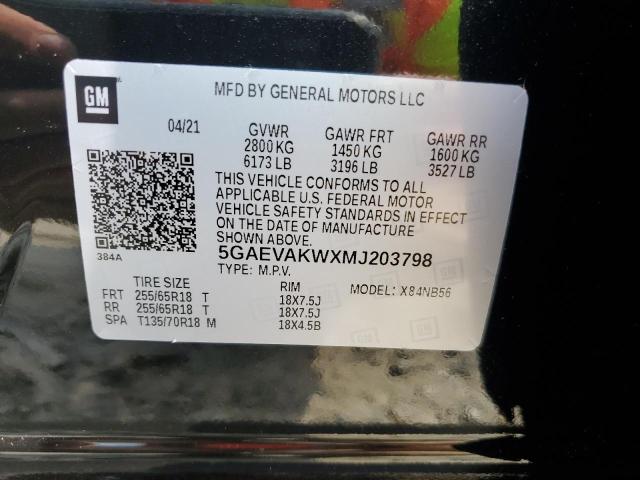 GM
MFD BY GENERAL MOTORS LLC
04/21 GVWR GAWR FRT GAWR RR
2800 KG 1450 KG 1600 KG
6173 LB 3196 LB 3527 LB
THIS VEHICLE CONFORMS TO ALL
APPLICABLE U.S. FEDERAL MOTOR
VEHICLE SAFETY STANDARDS IN EFFECT
ON THE DATE OF MANUFACTURE
SHOWN ABOVE.
384A
5GAEVAKWXMJ203798
TYPE: M.P.V.
TIRE SIZE RIM MODEL: X84NB56
FRT 255/65R18 T 18X7.5J
RR 255/65R18 T 18X7.5J
SPA T135/70R18 M 18X4.5B